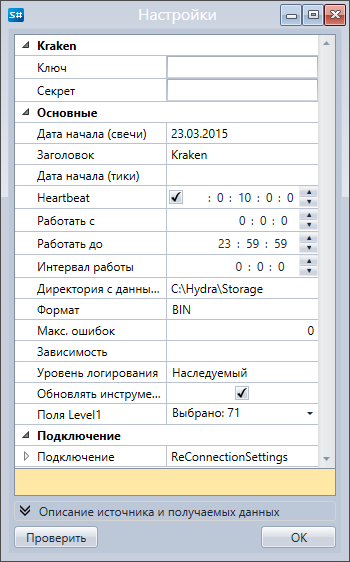 S#
Настройки
Kraken
Ключ
Секрет
Основные
Дата начала (свечи) 23.03.2015
Заголовок Kraken
Дата начала (тики)
Heartbeat : 0 : 10 : 0 : 0
Работать с 0 : 0 : 0
Работать до 23 : 59 : 59
Интервал работы 0 : 0 : 0
Директория с данны... C:\Hydra\Storage
Формат BIN
Макс. ошибок 0
Зависимость
Уровень логирования Наследуемый
Обновлять инструме...
Поля Level1 Выбрано: 71
Подключение
Подключение ReConnectionSettings
Описание источника и получаемых данных
Проверить OK